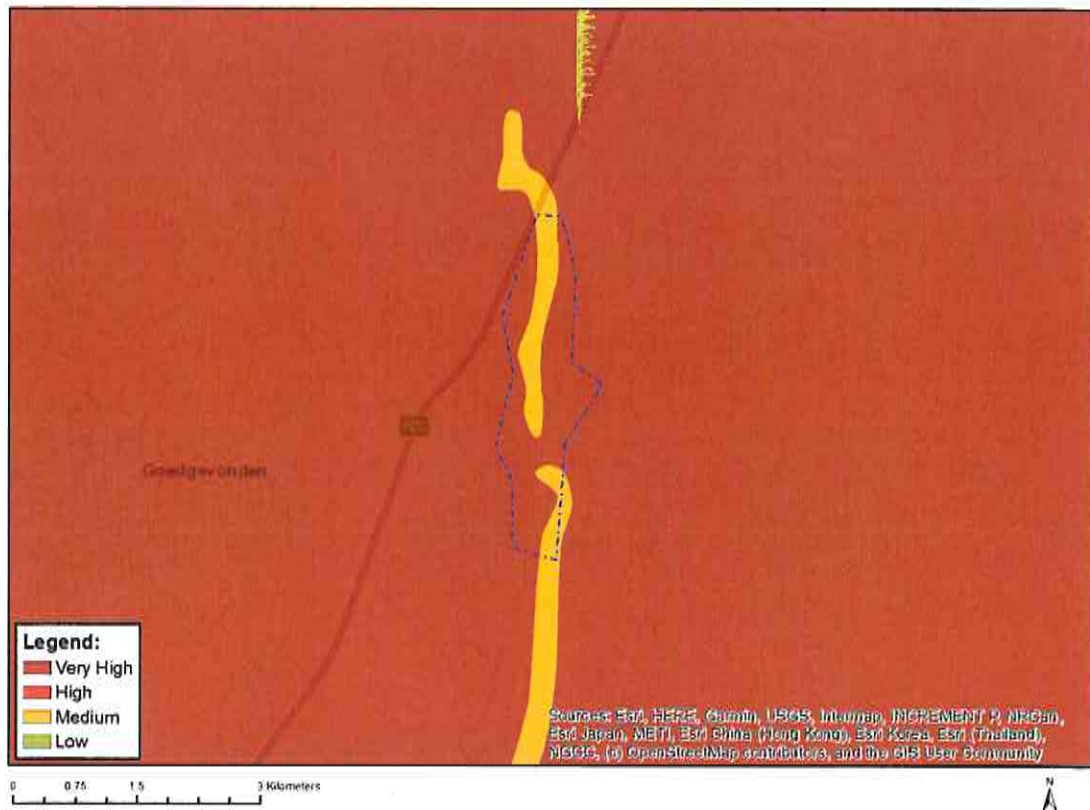 Goedgevonden
Legend:
Very High
High
Medium
Low
Sources: Esri, HERE, Garmin, USGS, Intermap, INCREMENT P, NRCan,
Esri Japan, METI, Esri China (Hong Kong), Esri Korea, Esri (Thailand),
NGCC, (c) OpenStreetMap contributors, and the GIS User Community
0 0.75 1.5 3 Kilometers
N